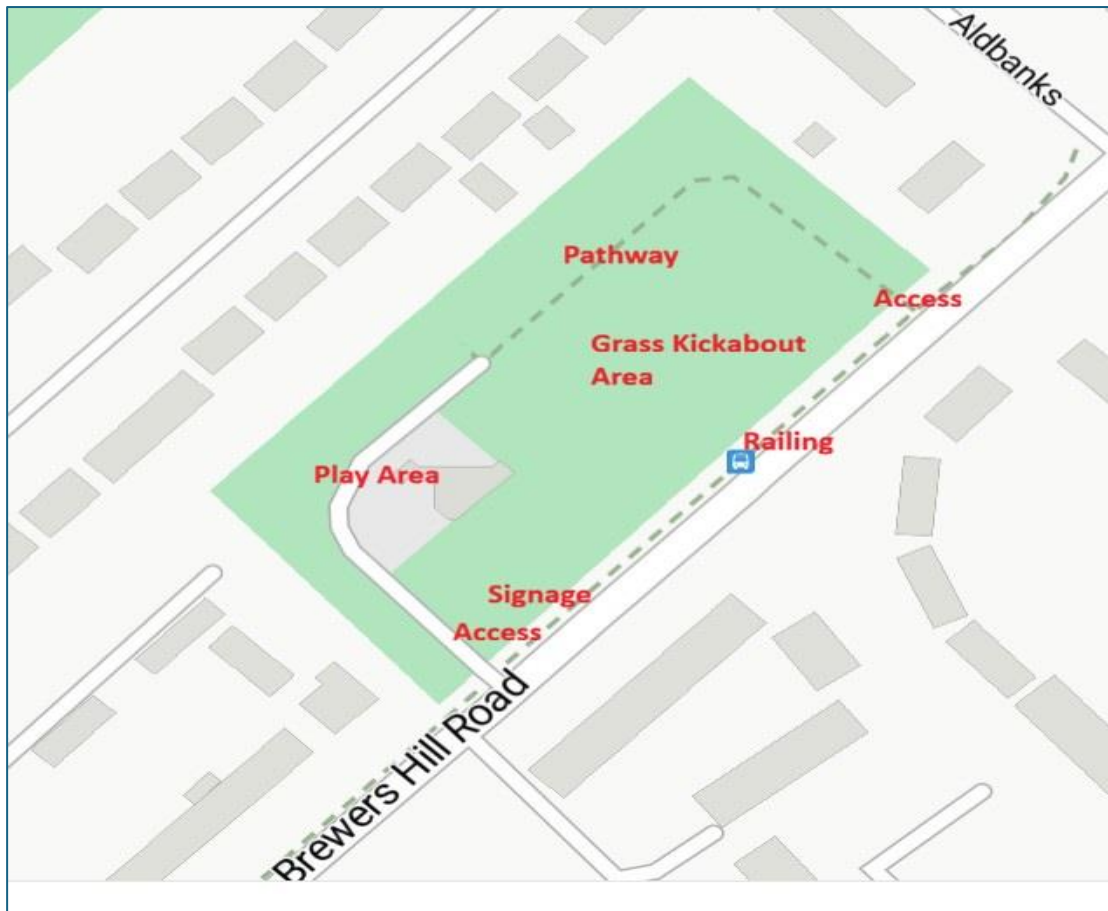 Aldbanks
Pathway
Access
Grass Kickabout
Area
Railing
Play Area
Signage
Access
Brewers Hill Road